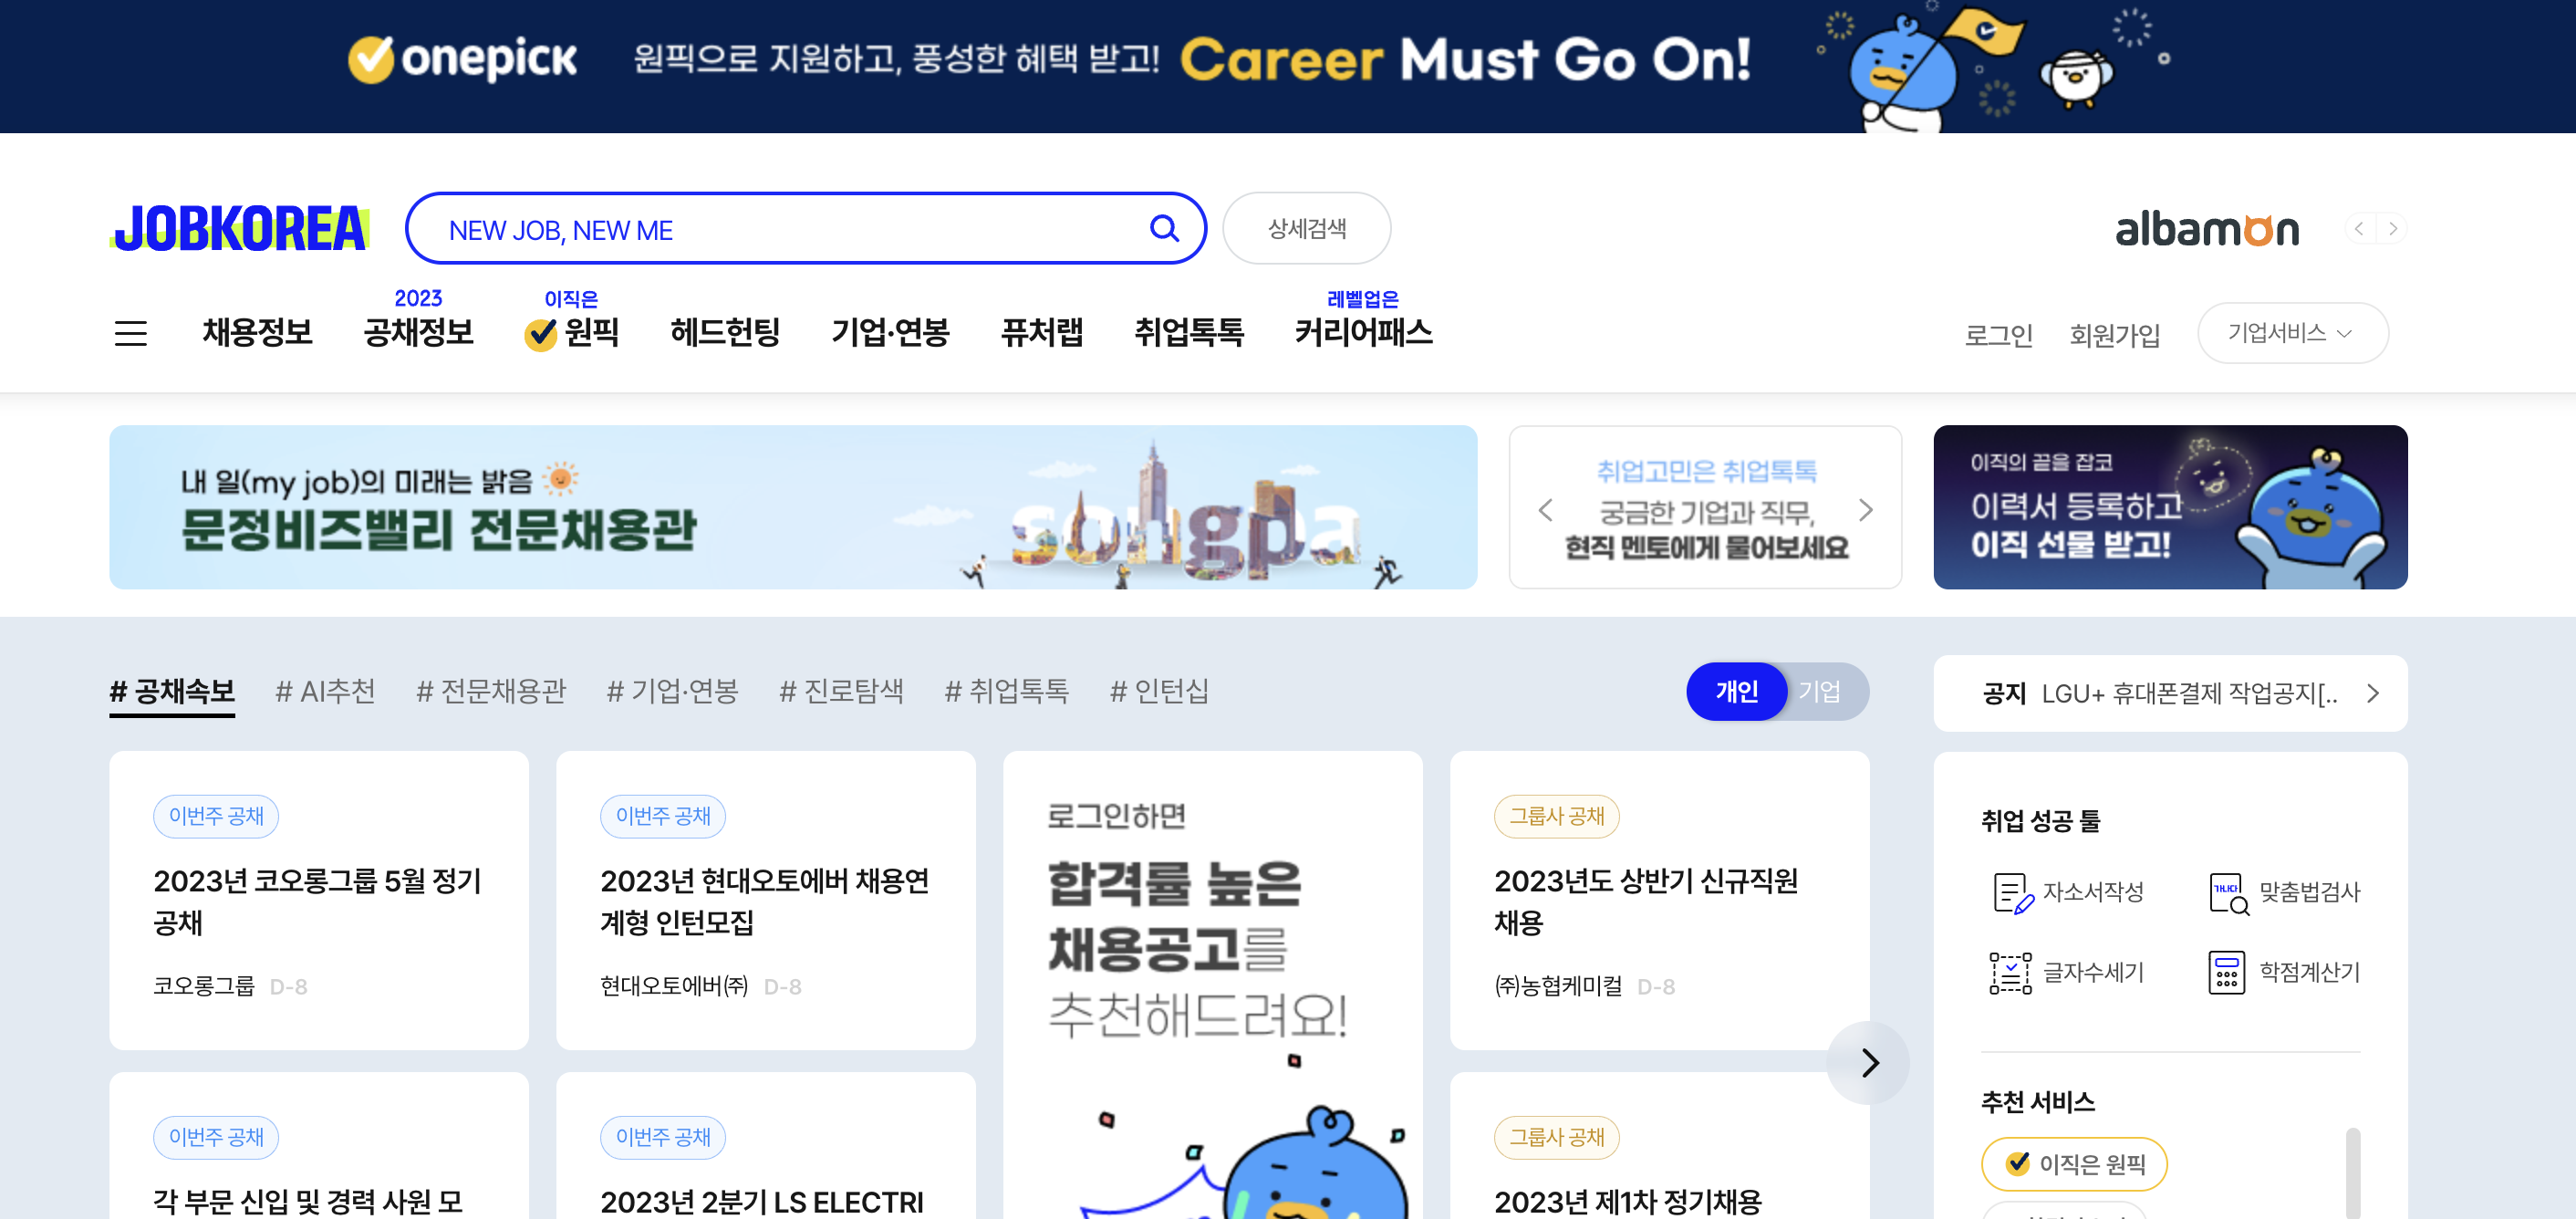 onepick 원픽으로 지원하고, 풍성한 혜택 받고! Career Must Go On!
JOBKOREA
NEW JOB, NEW ME
상세검색
albamon
채용정보
2023
공채정보
이직은
원픽
헤드헌팅
기업·연봉
퓨처랩
취업톡톡
레벨업은
커리어패스
로그인
회원가입
기업서비스
내 일(my job)의 미래는 밝음
문정비즈밸리 전문채용관
songpa
취업고민은 취업톡톡
궁금한 기업과 직무,
현직 멘토에게 물어보세요
이직의 끝을 잡코
이력서 등록하고
이직 선물 받고!
# 공채속보
# AI추천
# 전문채용관
# 기업·연봉
# 진로탐색
# 취업톡톡
# 인턴십
개인
기업
공지 LGU+ 휴대폰결제 작업공지[..
이번주 공채
2023년 코오롱그룹 5월 정기
공채
코오롱그룹 D-8
이번주 공채
2023년 현대오토에버 채용연
계형 인턴모집
현대오토에버㈜ D-8
로그인하면
합격률 높은
채용공고를
추천해드려요!
그룹사 공채
2023년도 상반기 신규직원
채용
㈜농협케미컬 D-8
취업 성공 툴
자소서작성
가나다
맞춤법검사
글자수세기
학점계산기
이번주 공채
각 부문 신입 및 경력 사원 모
이번주 공채
2023년 2분기 LS ELECTRI
그룹사 공채
2023년 제1차 정기채용
추천 서비스
이직은 원픽